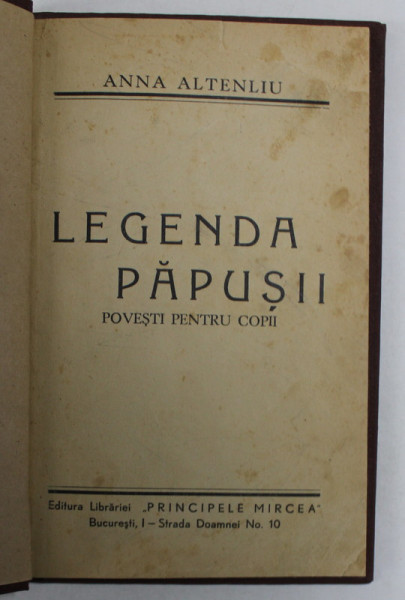 ANNA ALTENLIU
LEGENDA
PĂPUȘII
POVEȘTI PENTRU COPII
Editura Librăriei „PRINCIPELE MIRCEA"
București, I — Strada Doamnei No. 10